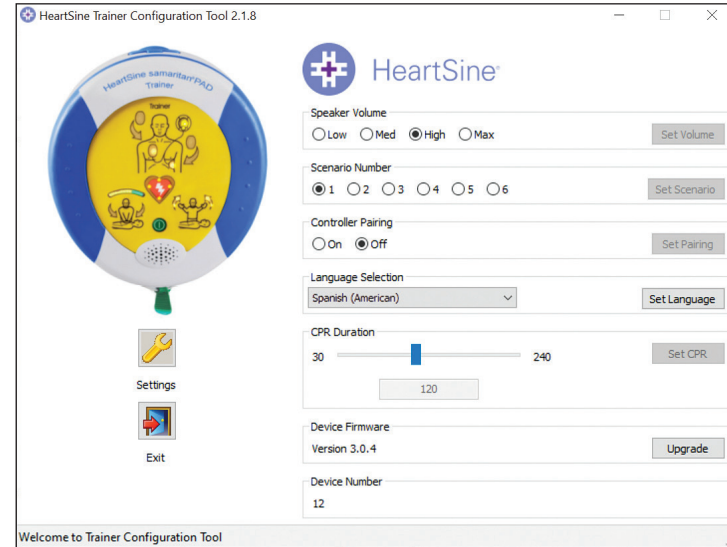 HeartSine Trainer Configuration Tool 2.1.8
HeartSine samaritan PAD
Trainer
Trainer
HeartSine
Speaker Volume
Low Med High Max Set Volume
Scenario Number
1 2 3 4 5 6 Set Scenario
Controller Pairing
On Off Set Pairing
Language Selection
Spanish (American) Set Language
CPR Duration
30 240 Set CPR
120
Settings
Exit
Device Firmware
Version 3.0.4 Upgrade
Device Number
12
Welcome to Trainer Configuration Tool